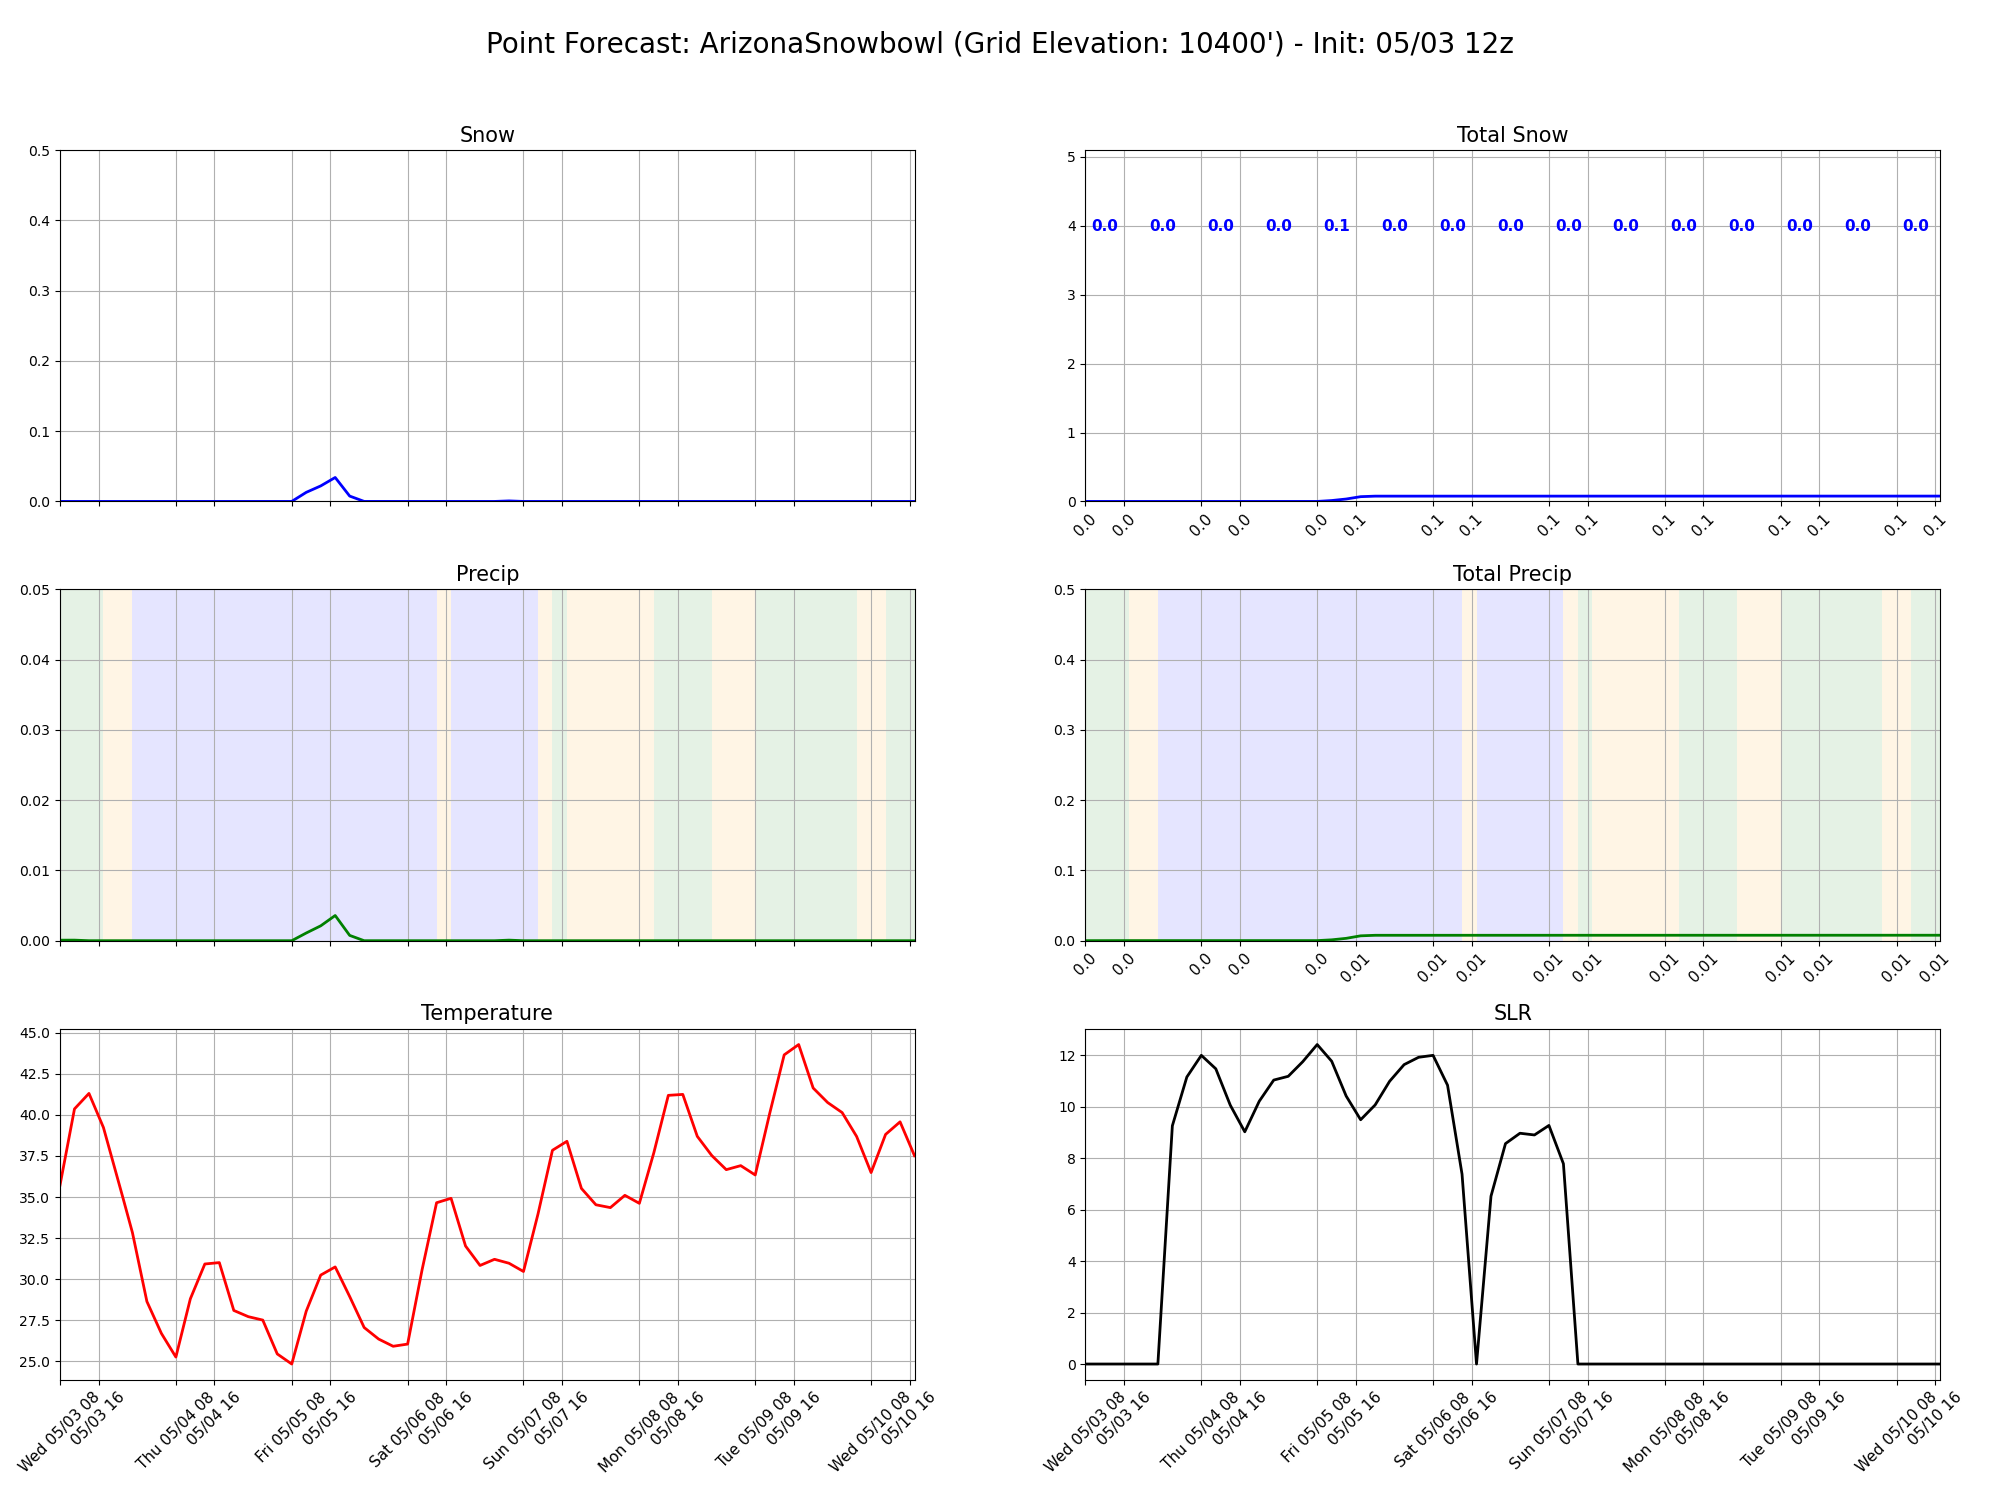 Point Forecast: ArizonaSnowbowl (Grid Elevation: 10400') - Init: 05/03 12z
Snow
0.5
0.4
0.3
0.2
0.1
0.0
Total Snow
5
4
3
2
1
0
0.0 0.0 0.0 0.0 0.1 0.0 0.0 0.0 0.0 0.0 0.0 0.0 0.0 0.0 0.0
0.0 0.0 0.0 0.0 0.0 0.1 0.1 0.1 0.1 0.1 0.1 0.1 0.1 0.1 0.1 0.1
Precip
0.05
0.04
0.03
0.02
0.01
0.00
Total Precip
0.5
0.4
0.3
0.2
0.1
0.0
0.0 0.0 0.0 0.0 0.0 0.01 0.01 0.01 0.01 0.01 0.01 0.01 0.01 0.01 0.01 0.01
Temperature
45.0
42.5
40.0
37.5
35.0
32.5
30.0
27.5
25.0
Wed 05/03 08
05/03 16
Thu 05/04 08
05/04 16
Fri 05/05 08
05/05 16
Sat 05/06 08
05/06 16
Sun 05/07 08
05/07 16
Mon 05/08 08
05/08 16
Tue 05/09 08
05/09 16
Wed 05/10 08
05/10 16
SLR
12
10
8
6
4
2
0
Wed 05/03 08
05/03 16
Thu 05/04 08
05/04 16
Fri 05/05 08
05/05 16
Sat 05/06 08
05/06 16
Sun 05/07 08
05/07 16
Mon 05/08 08
05/08 16
Tue 05/09 08
05/09 16
Wed 05/10 08
05/10 16